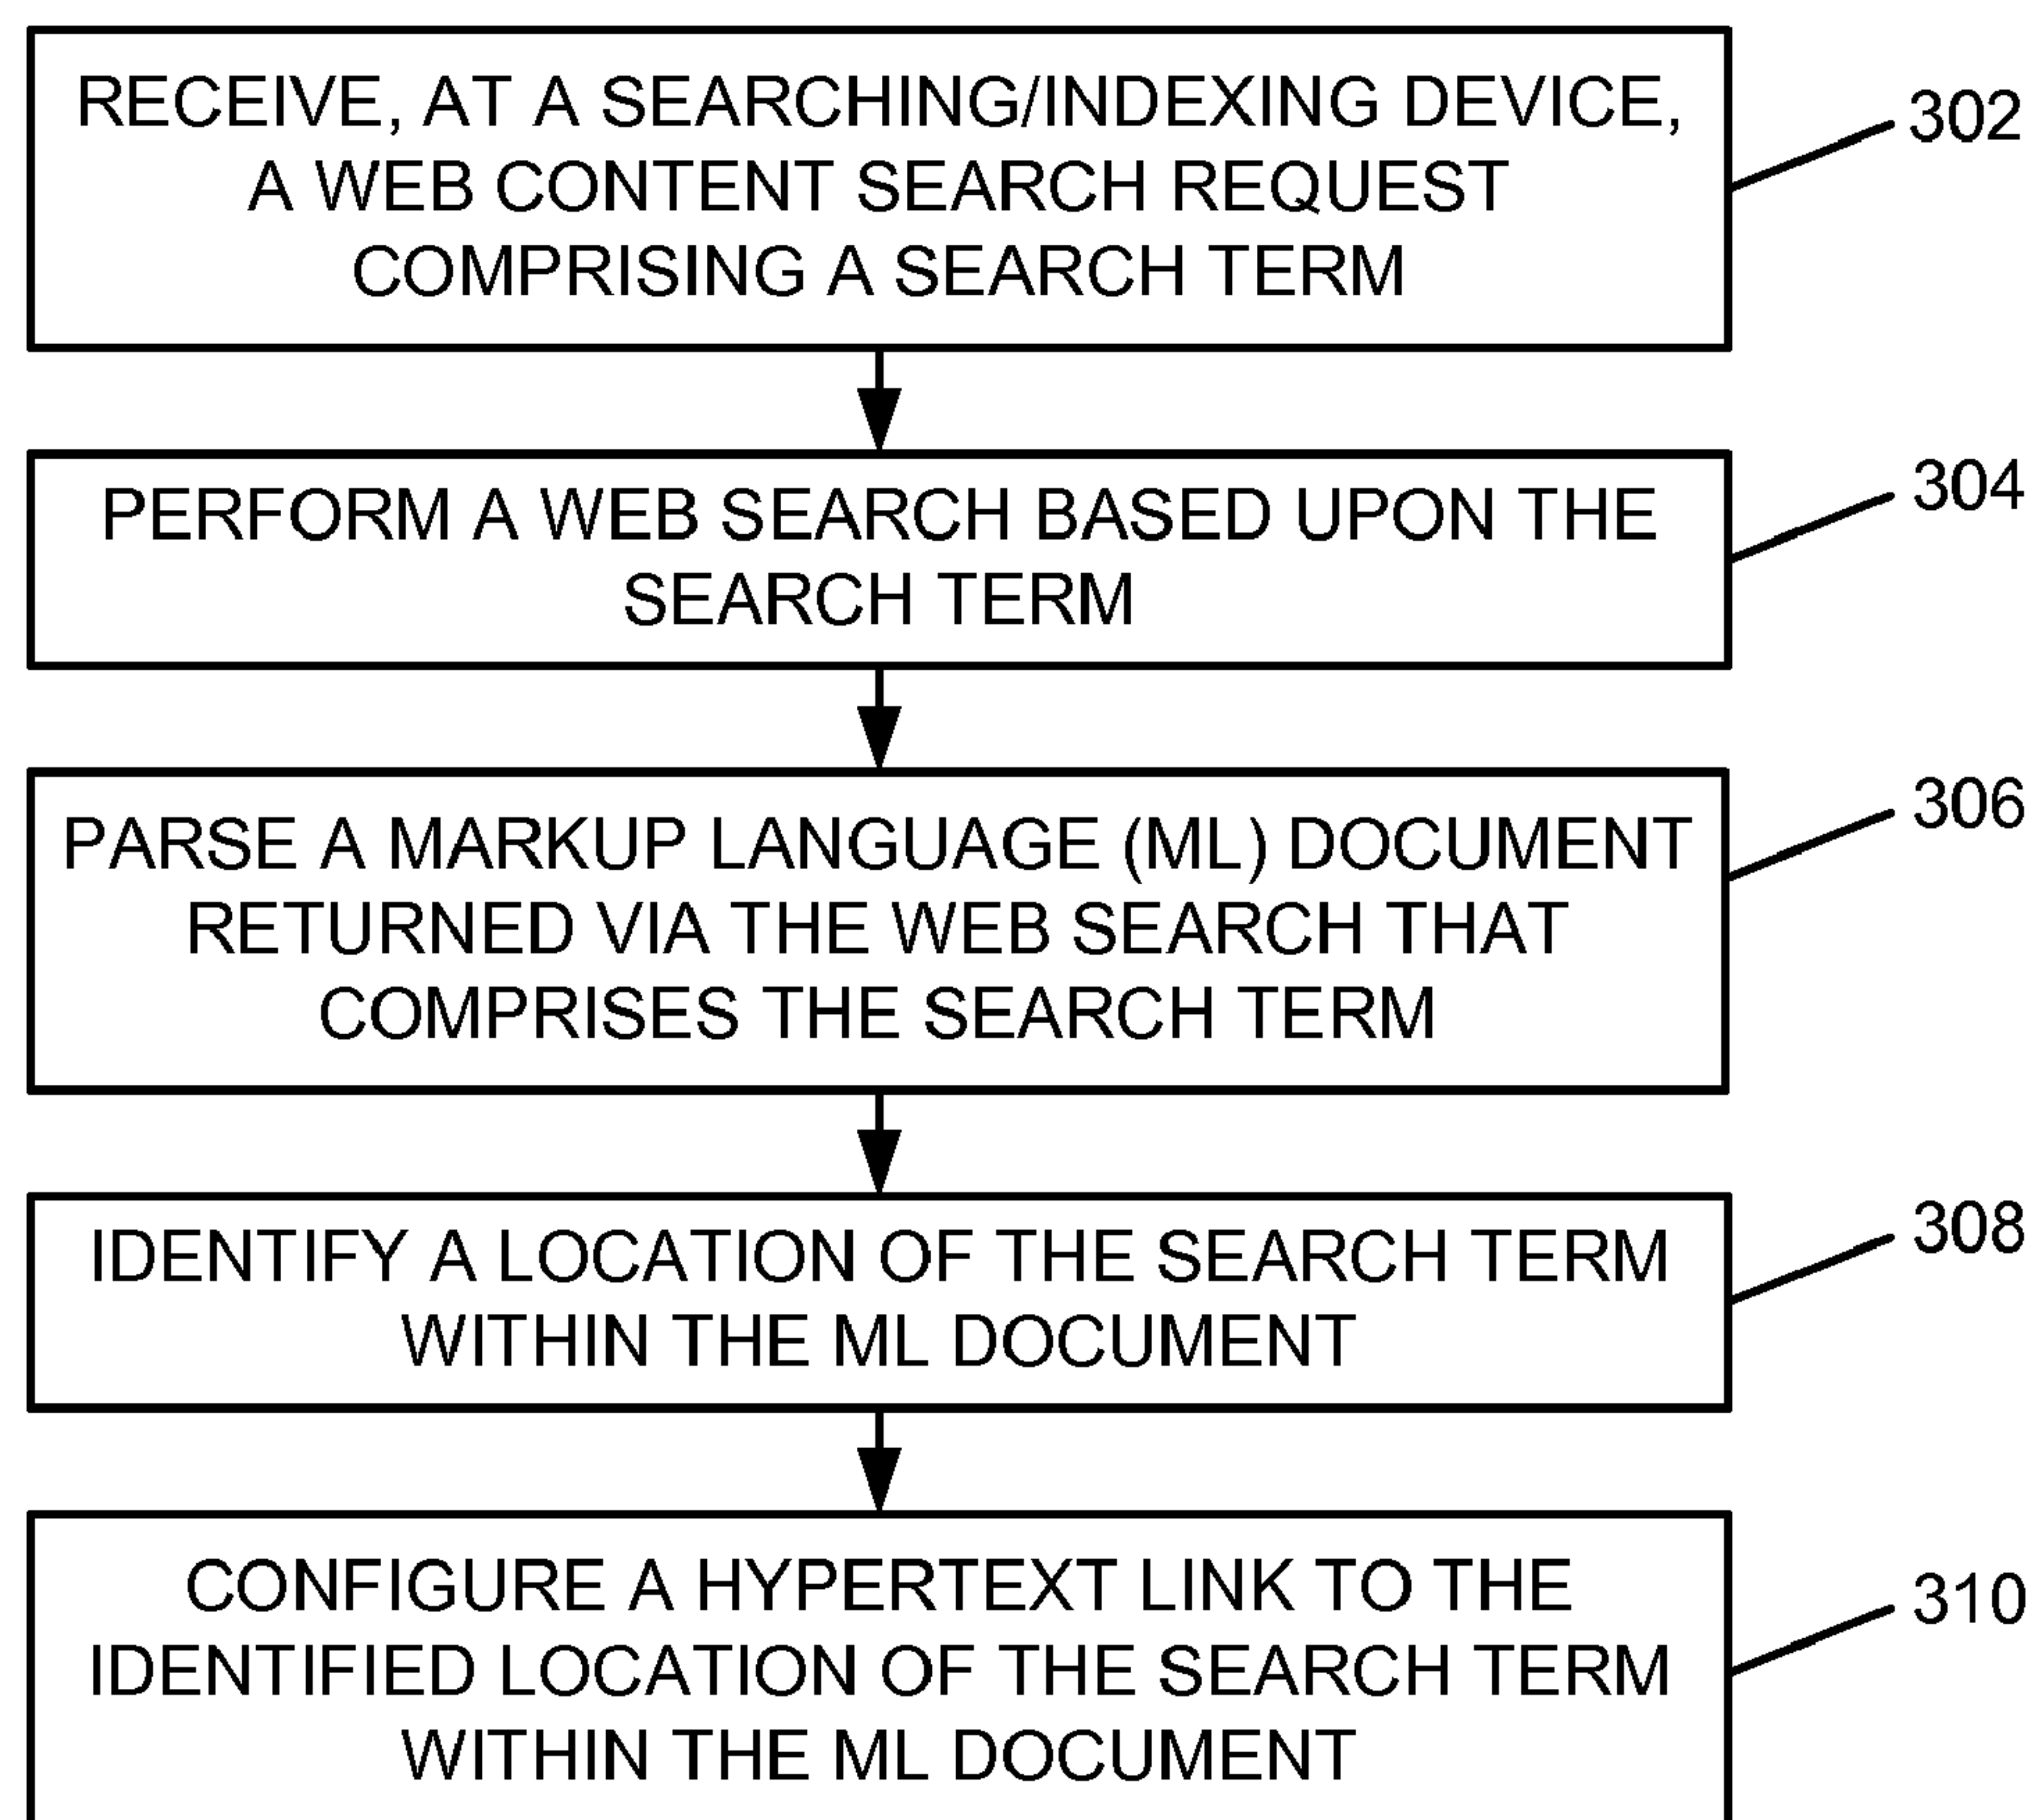 RECEIVE, AT A SEARCHING/INDEXING DEVICE,
A WEB CONTENT SEARCH REQUEST
COMPRISING A SEARCH TERM
302
PERFORM A WEB SEARCH BASED UPON THE
SEARCH TERM
304
PARSE A MARKUP LANGUAGE (ML) DOCUMENT
RETURNED VIA THE WEB SEARCH THAT
COMPRISES THE SEARCH TERM
306
IDENTIFY A LOCATION OF THE SEARCH TERM
WITHIN THE ML DOCUMENT
308
CONFIGURE A HYPERTEXT LINK TO THE
IDENTIFIED LOCATION OF THE SEARCH TERM
WITHIN THE ML DOCUMENT
310